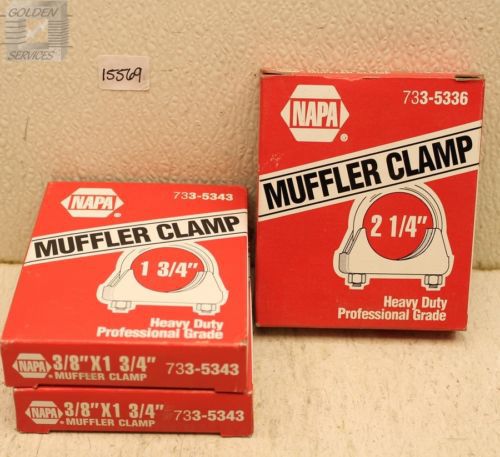 GOLDEN
SERVICES
15569
NAPA®
733-5336
MUFFLER CLAMP
2 1/4"
Heavy Duty
Professional Grade
NAPA®
733-5343
MUFFLER CLAMP
1 3/4"
Heavy Duty
Professional Grade
NAPA® 3/8"X1 3/4" 733-5343
MUFFLER CLAMP
NAPA® 3/8"X1 3/4" 733-5343
MUFFLER CLAMP